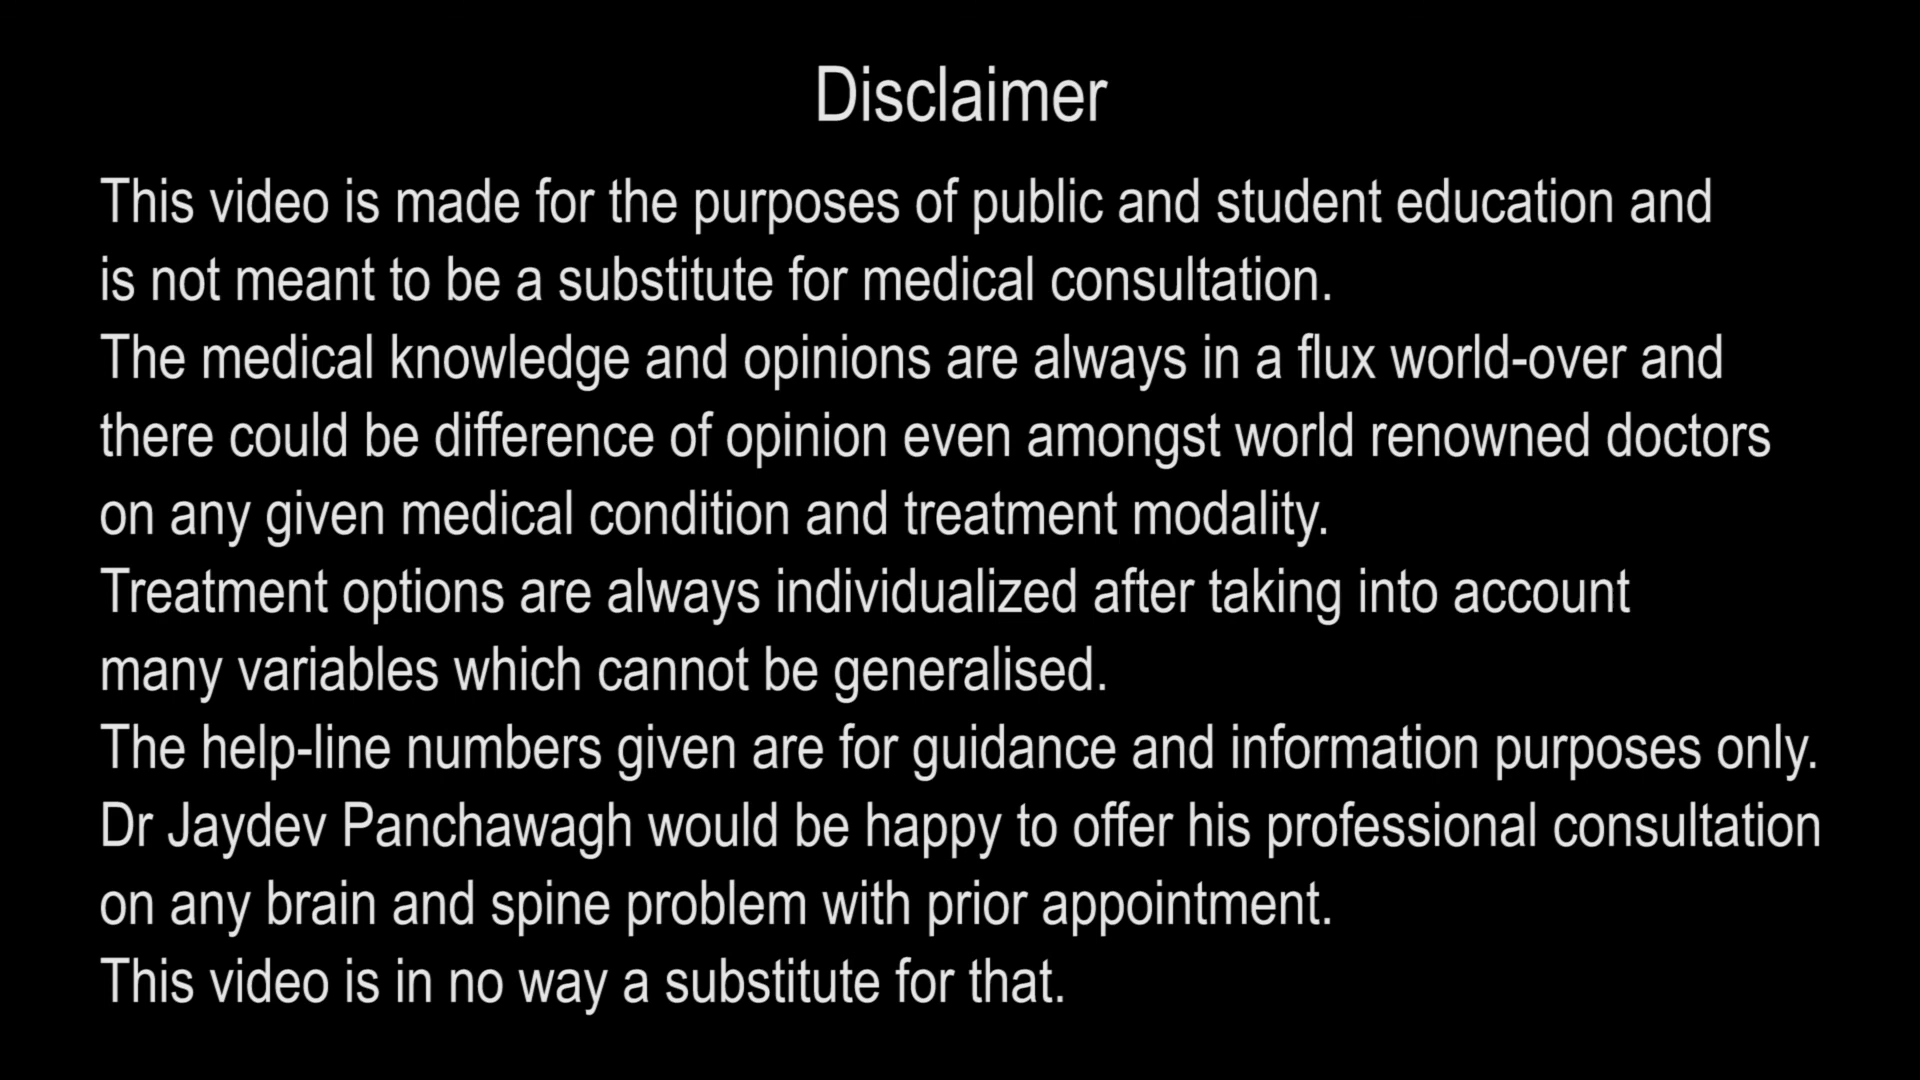 Disclaimer
This video is made for the purposes of public and student education and
is not meant to be a substitute for medical consultation.
The medical knowledge and opinions are always in a flux world-over and
there could be difference of opinion even amongst world renowned doctors
on any given medical condition and treatment modality.
Treatment options are always individualized after taking into account
many variables which cannot be generalised.
The help-line numbers given are for guidance and information purposes only.
Dr Jaydev Panchawagh would be happy to offer his professional consultation
on any brain and spine problem with prior appointment.
This video is in no way a substitute for that.